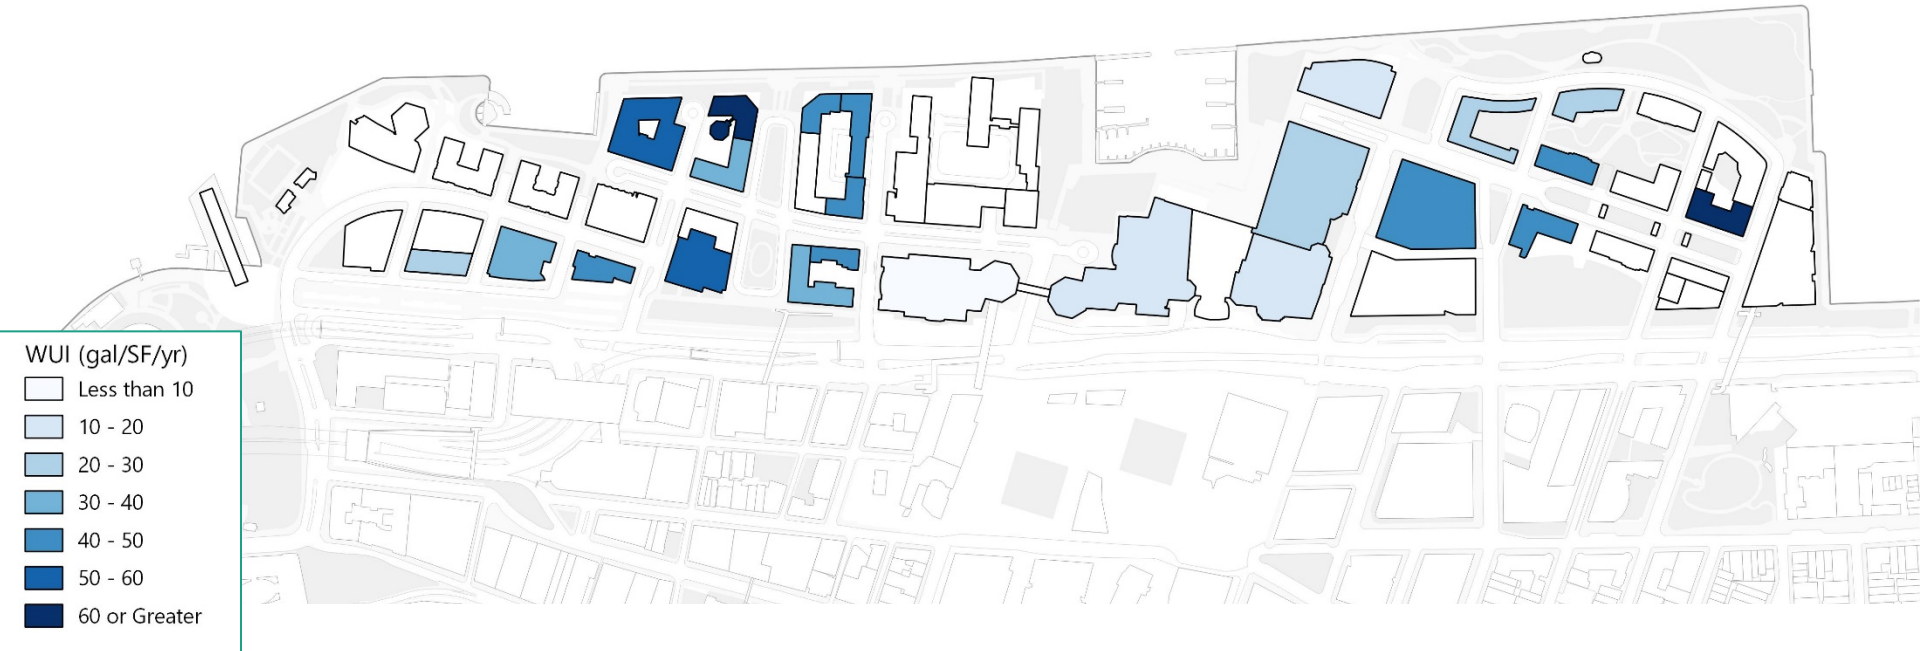 WUI (gal/SF/yr)
Less than 10
10 - 20
20 - 30
30 - 40
40 - 50
50 - 60
60 or Greater